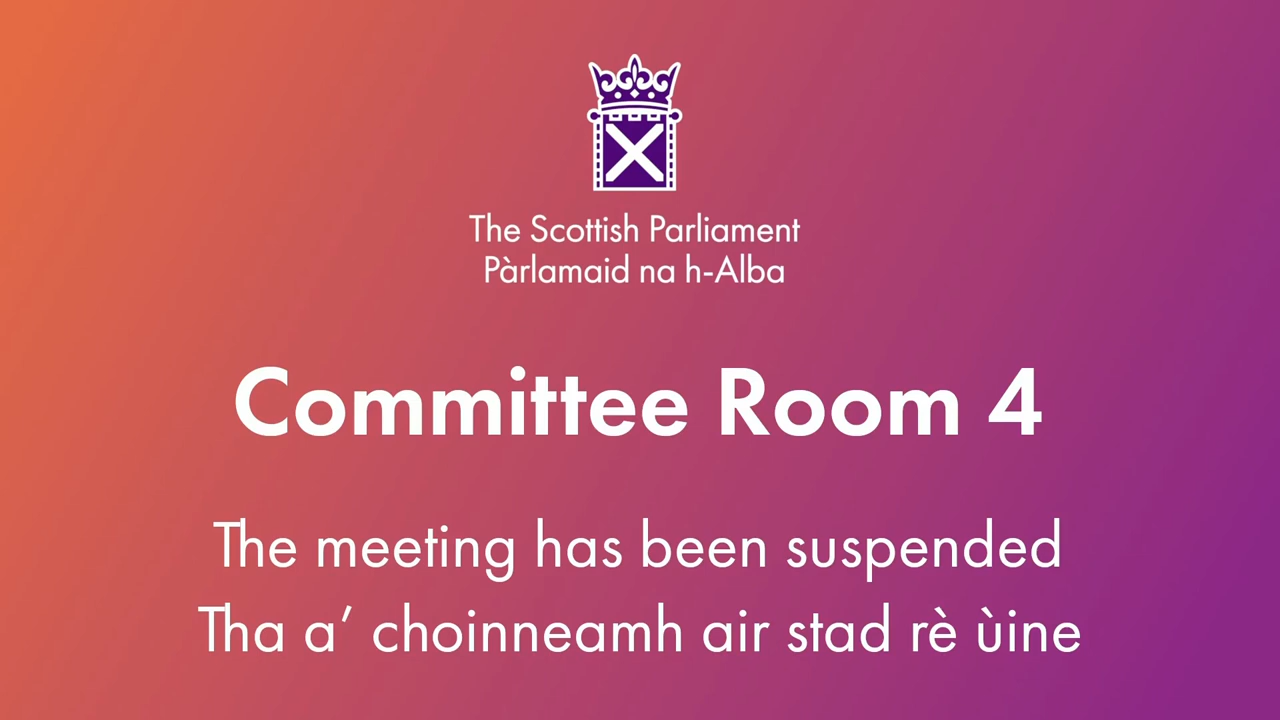 The Scottish Parliament
Pàrlamaid na h-Alba
Committee Room 4
The meeting has been suspended
Tha a’ choinneamh air stad rè ùine